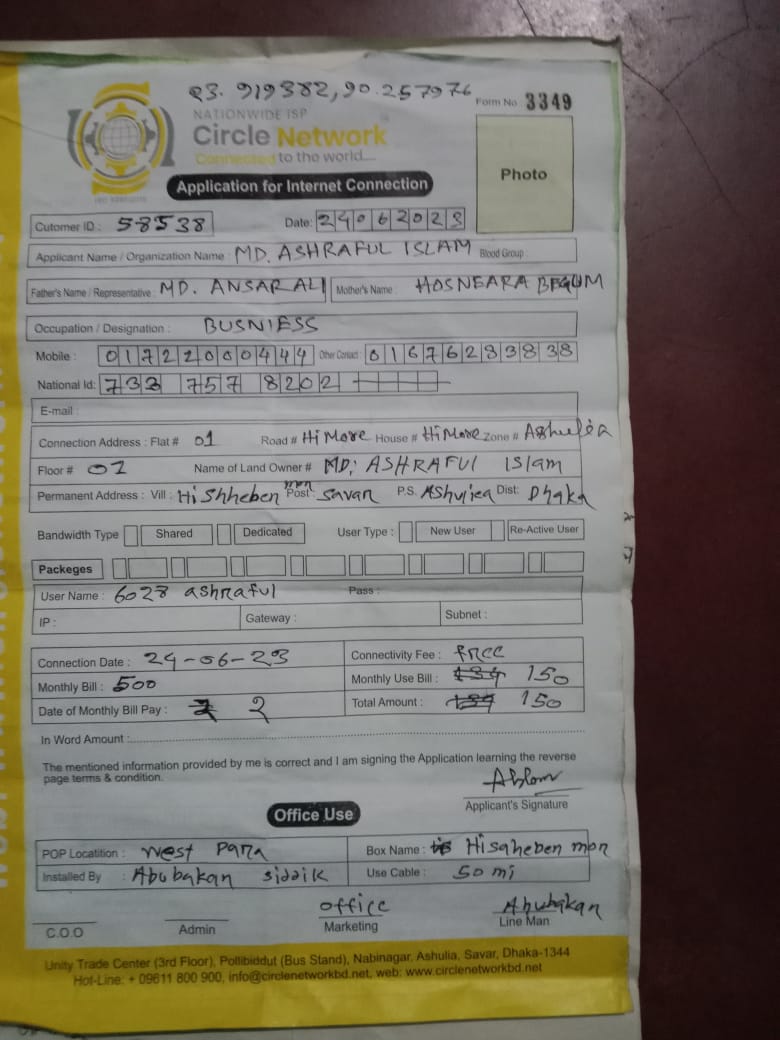 23.919382,90.257976
Form No 3349
NATIONWIDE ISP
Circle Network
Connected to the world....
Photo
Application for Internet Connection
Cutomer ID : 58538 Date: 24062023
Applicant Name / Organization Name : MD. ASHRAFUL ISLAM Blood Group :
Father's Name / Representative : MD. ANSAR ALI Mother's Name : HOSNEARA BEGUM
Occupation / Designation : BUSNIESS
Mobile : 01722000444 Other Contact : 01676283838
National Id: 733 757 8202
E-mail :
Connection Address : Flat # 01 Road # Hi More House # Hi More Zone # Ashulea
Floor # 01 Name of Land Owner # MD: ASHRAFUl ISlam
Permanent Address : Vill : Hi Shheben mon Post: Savar P.S. AShulea Dist: Dhaka
Bandwidth Type Shared Dedicated User Type : New User Re-Active User
Packeges
User Name : 6028 ashraful Pass :
IP : Gateway : Subnet :
Connection Date : 24-06-23 Connectivity Fee : free
Monthly Bill : 500 Monthly Use Bill : 150
Date of Monthly Bill Pay : 2 Total Amount : 150
In Word Amount :
The mentioned information provided by me is correct and I am signing the Application learning the reverse
page terms & condition.
Applicant's Signature
Office Use
POP Locatition : West Para Box Name : Hisaheben mon
Installed By : Abubakar siddik Use Cable : 50 mi
office Abubakar
C.O.O Admin Marketing Line Man
Unity Trade Center (3rd Floor), Pollibiddut (Bus Stand), Nabinagar, Ashulia, Savar, Dhaka-1344
Hot-Line: + 09611 800 900, info@circlenetworkbd.net, web: www.circlenetworkbd.net